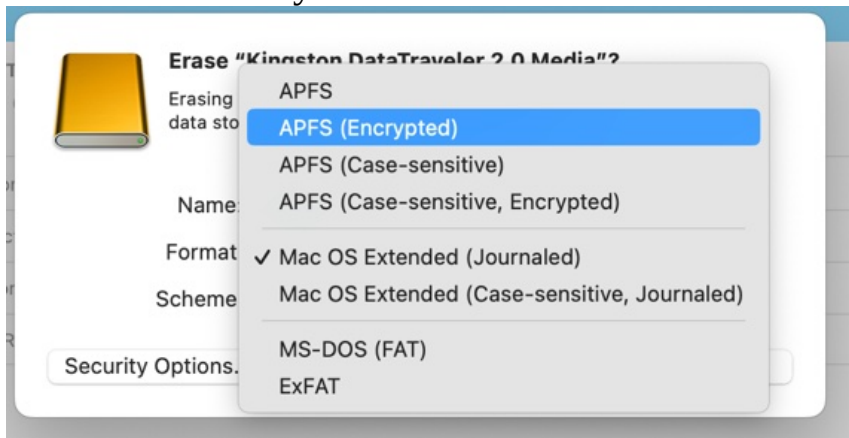 Erase "Kingston DataTraveler 2.0 Media"?
Erasing
data sto
Name:
Format
Scheme
APFS
APFS (Encrypted)
APFS (Case-sensitive)
APFS (Case-sensitive, Encrypted)
✓ Mac OS Extended (Journaled)
Mac OS Extended (Case-sensitive, Journaled)
MS-DOS (FAT)
ExFAT
Security Options.